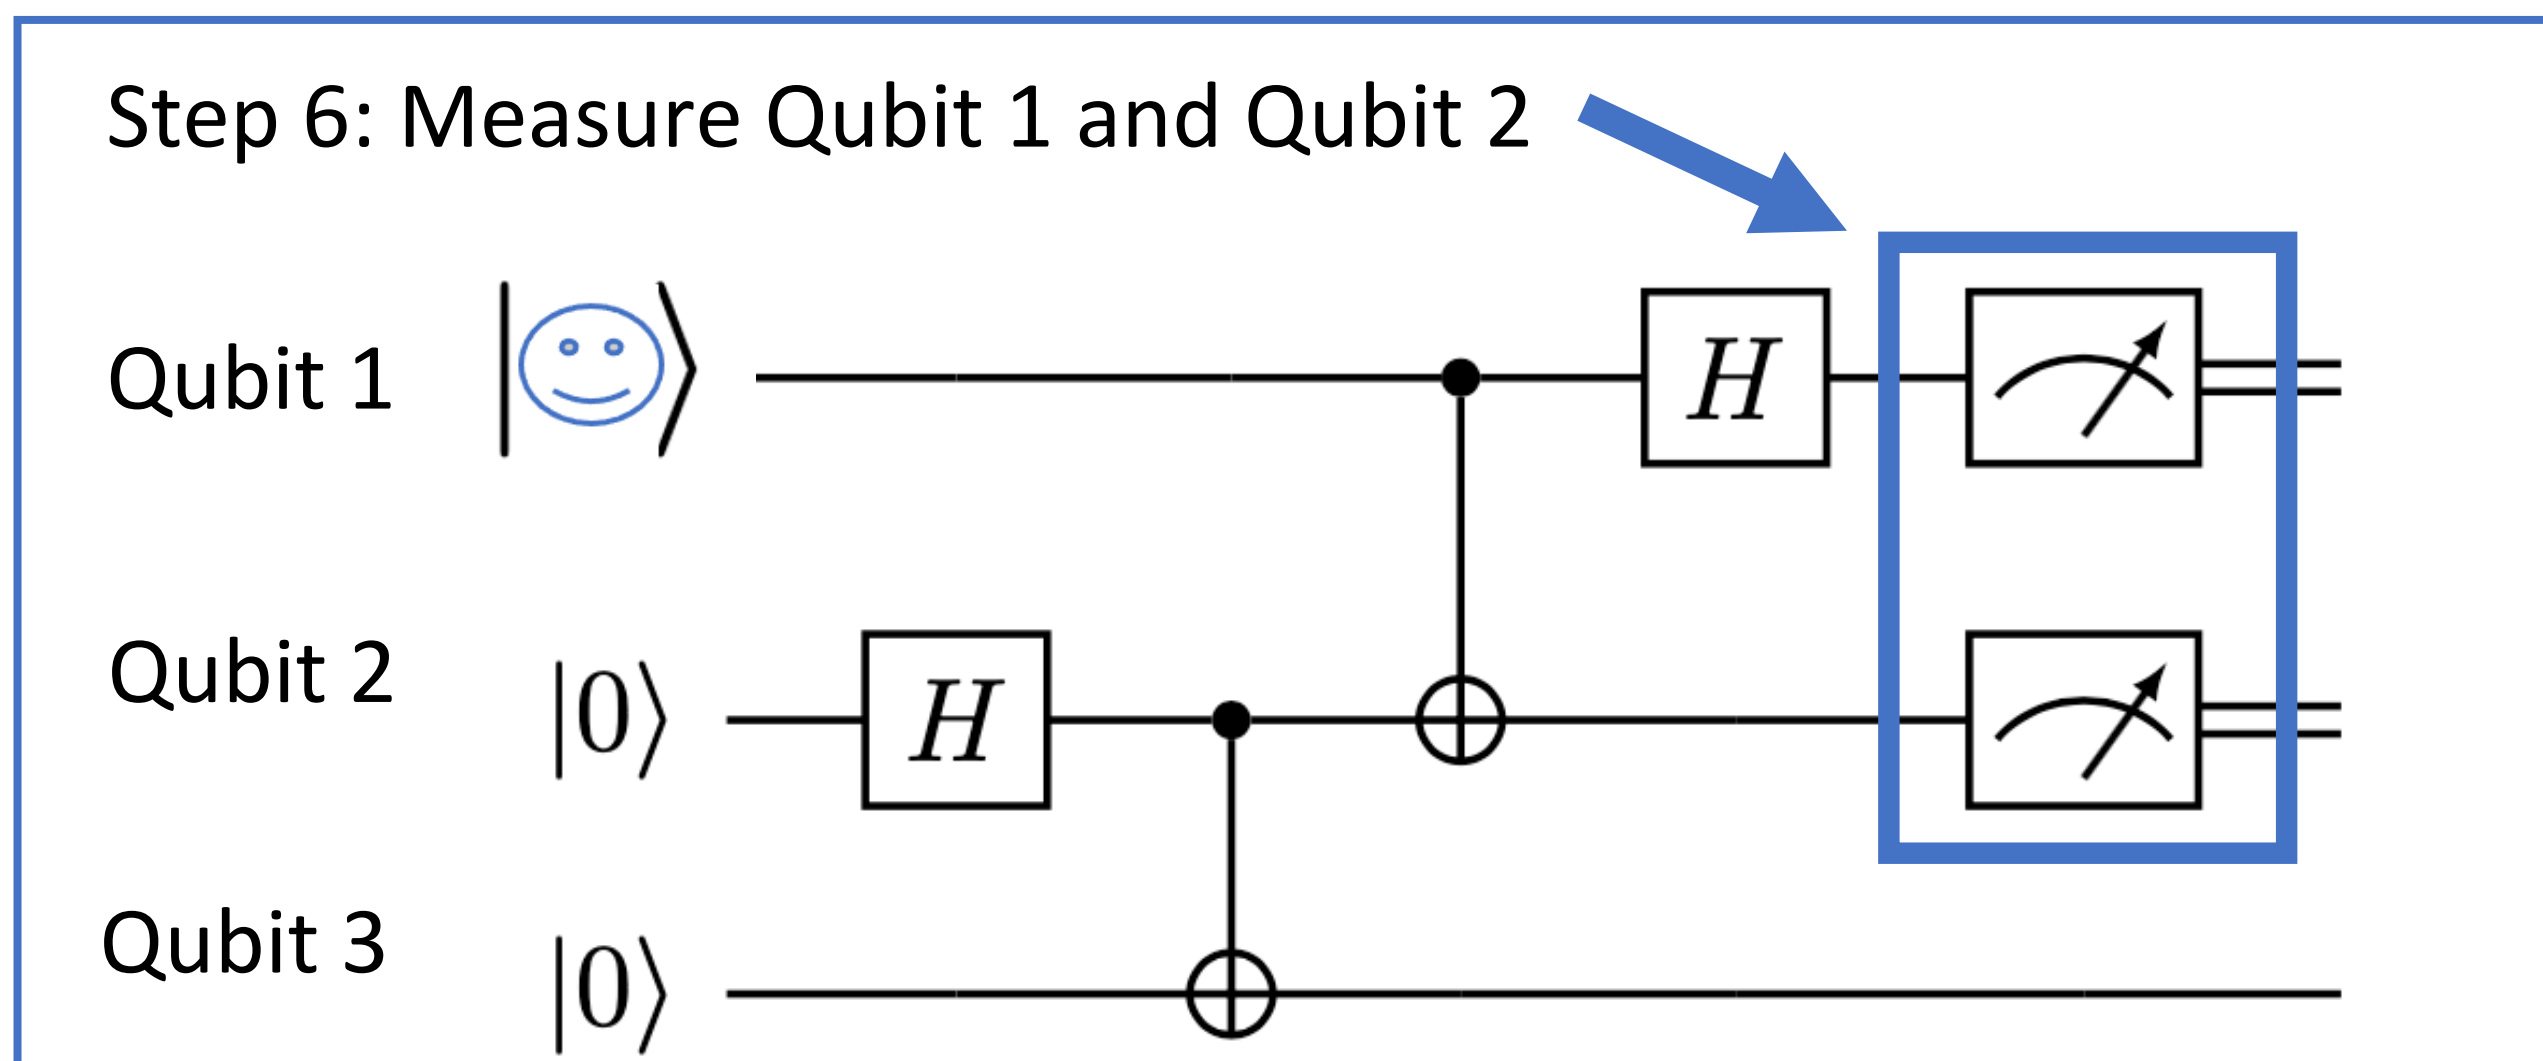 Step 6: Measure Qubit 1 and Qubit 2
Qubit 1
H
Qubit 2 |0⟩ H
Qubit 3 |0⟩